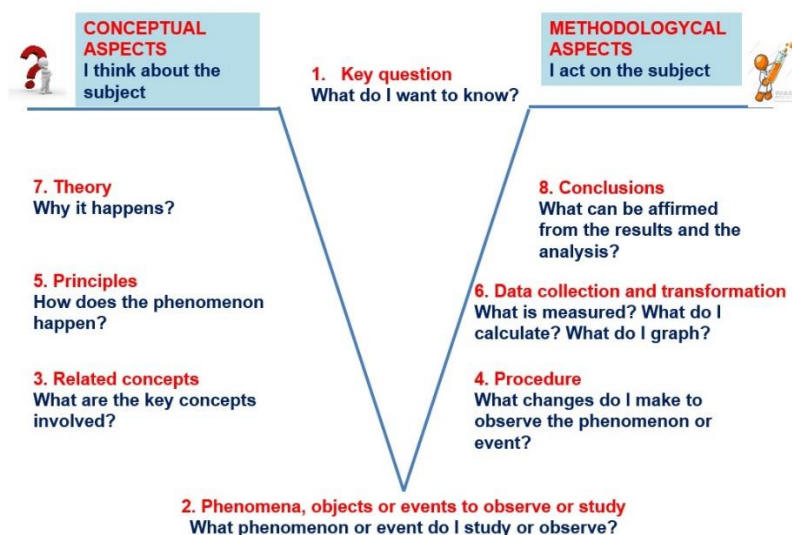 CONCEPTUAL
ASPECTS
I think about the
subject
METHODOLOGYCAL
ASPECTS
I act on the subject
1. Key question
What do I want to know?
7. Theory
Why it happens?
8. Conclusions
What can be affirmed
from the results and the
analysis?
5. Principles
How does the phenomenon
happen?
6. Data collection and transformation
What is measured? What do I
calculate? What do I graph?
3. Related concepts
What are the key concepts
involved?
4. Procedure
What changes do I make to
observe the phenomenon or
event?
2. Phenomena, objects or events to observe or study
What phenomenon or event do I study or observe?